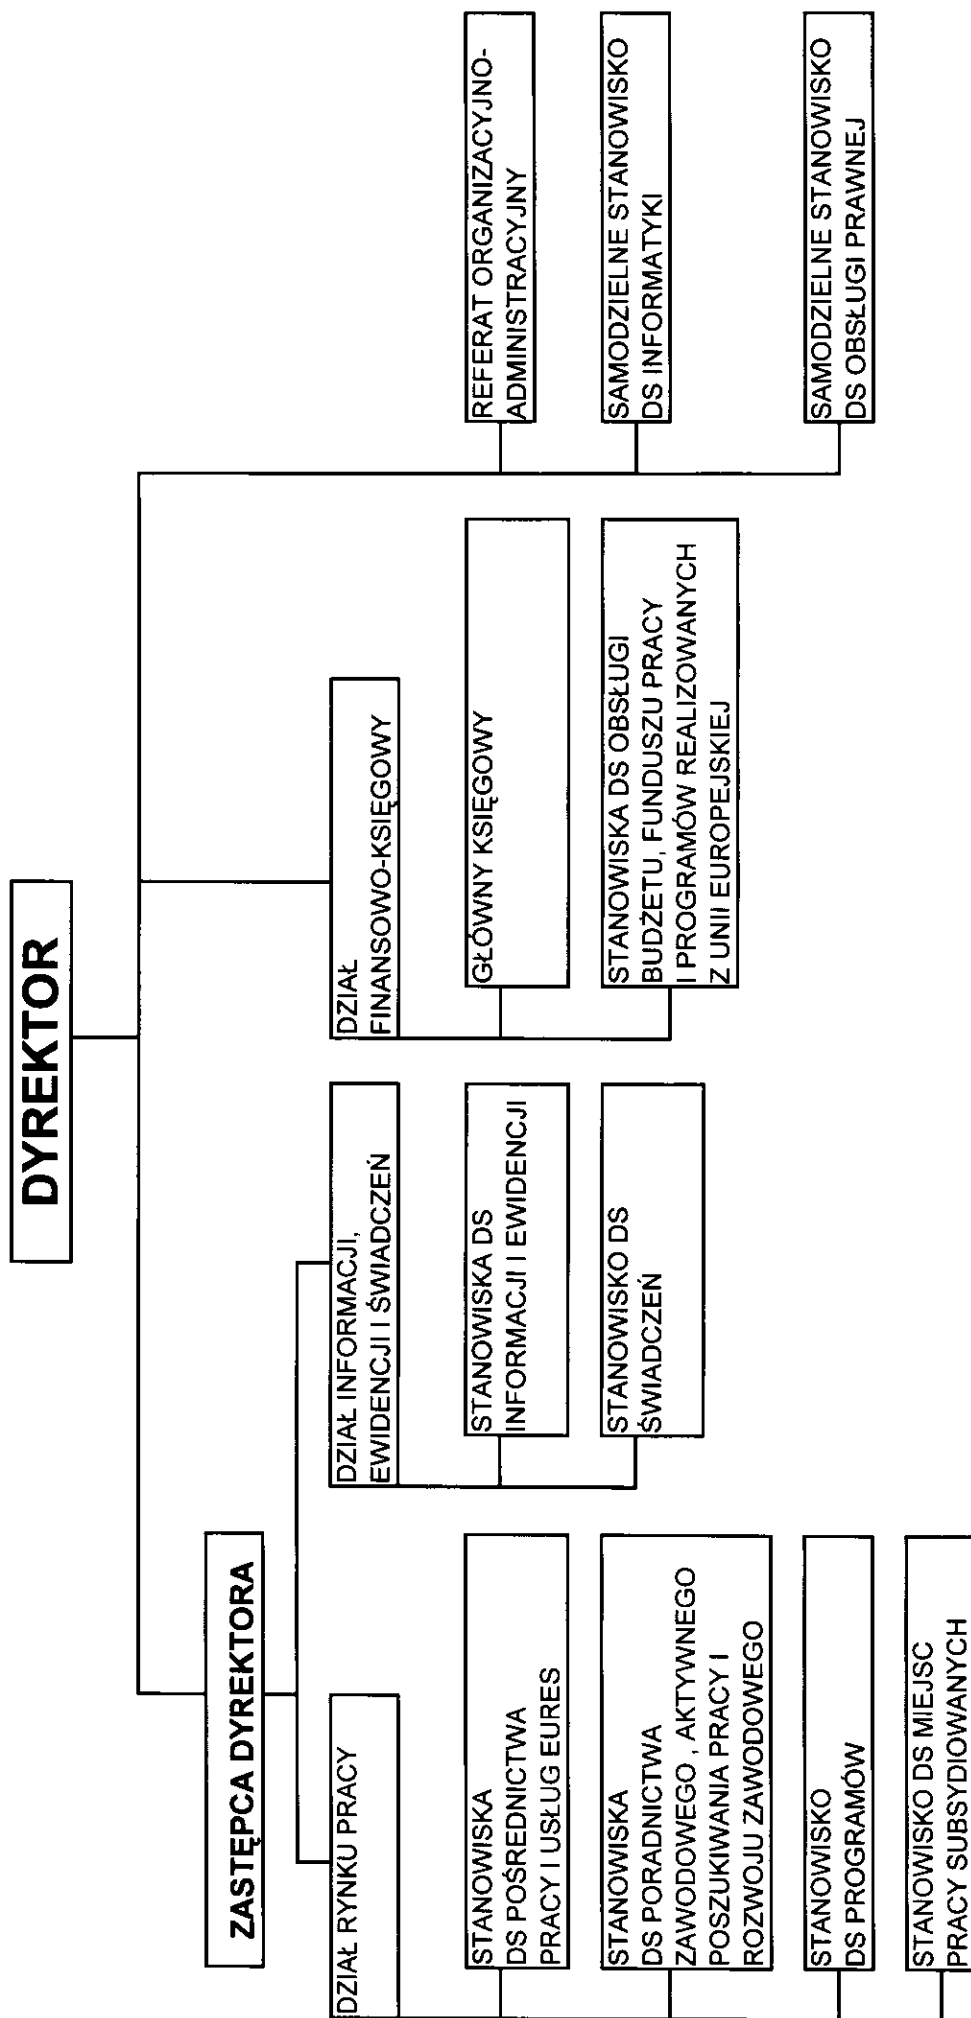 DYREKTOR
ZASTĘPCA DYREKTORA
DZIAŁ RYNKU PRACY
STANOWISKA
DS POŚREDNICTWA
PRACY I USŁUG EURES
STANOWISKA
DS PORADNICTWA
ZAWODOWEGO , AKTYWNEGO
POSZUKIWANIA PRACY I
ROZWOJU ZAWODOWEGO
STANOWISKO
DS PROGRAMÓW
STANOWISKO DS MIEJSC
PRACY SUBSYDIOWANYCH
DZIAŁ INFORMACJI,
EWIDENCJI I ŚWIADCZEŃ
STANOWISKA DS
INFORMACJI I EWIDENCJI
STANOWISKO DS
ŚWIADCZEŃ
DZIAŁ
FINANSOWO-KSIĘGOWY
GŁÓWNY KSIĘGOWY
STANOWISKA DS OBSŁUGI
BUDŻETU, FUNDUSZU PRACY
I PROGRAMÓW REALIZOWANYCH
Z UNII EUROPEJSKIEJ
REFERAT ORGANIZACYJNO-
ADMINISTRACYJNY
SAMODZIELNE STANOWISKO
DS INFORMATYKI
SAMODZIELNE STANOWISKO
DS OBSŁUGI PRAWNEJ